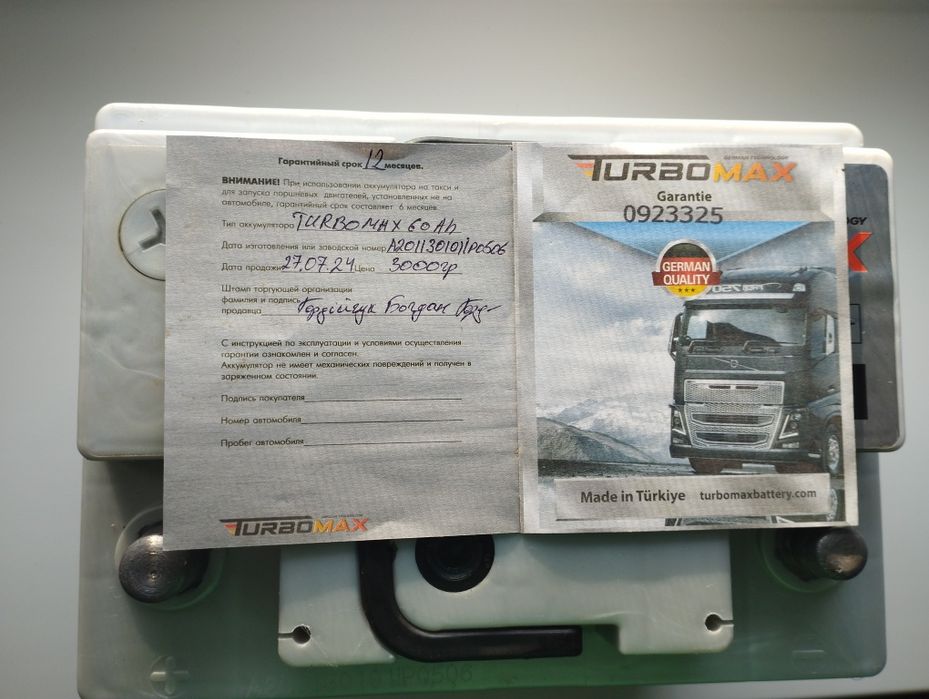 Гарантийный срок 12 месяцев.
ВНИМАНИЕ! При использовании аккумулятора на такси и
для запуска поршневых двигателей, установленных не на
автомобиле, гарантийный срок составляет 6 месяцев.
Тип аккумулятора TURBOMAX 60Ah
Дата изготовления или заводской номер A201130101YP0506
Дата продажи 27.07.24 Цена 3000гр
Штамп торгующей организации
фамилия и подпись
продавца Гордійчук Богдан
С инструкцией по эксплуатации и условиями осуществления
гарантии ознакомлен и согласен.
Аккумулятор не имеет механических повреждений и получен в
заряженном состоянии.
Подпись покупателя
Номер автомобиля
Пробег автомобиля
TURBOMAX
GERMAN TECHNOLOGY
TURBOMAX
Garantie
0923325
GERMAN
QUALITY
Made in Türkiye turbomaxbattery.com